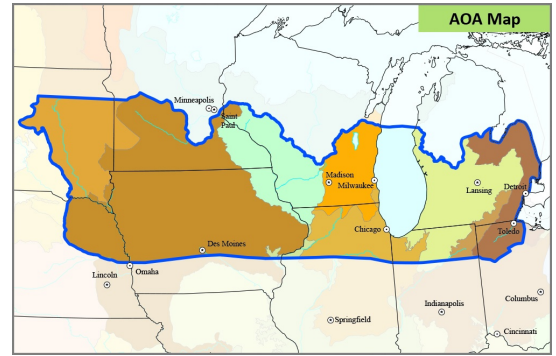 AOA Map
Minneapolis
Saint
Paul
Madison
Milwaukee
Lansing
Detroit
Chicago
Toledo
Des Moines
Omaha
Lincoln
Springfield
Indianapolis
Columbus
Cincinnati